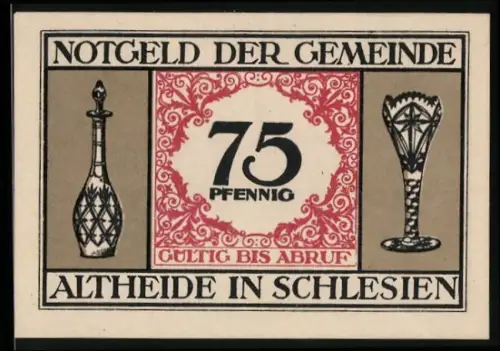 NOTGELD DER GEMEINDE
75
PFENNIG
GÜLTIG BIS ABRUF
ALTHEIDE IN SCHLESIEN